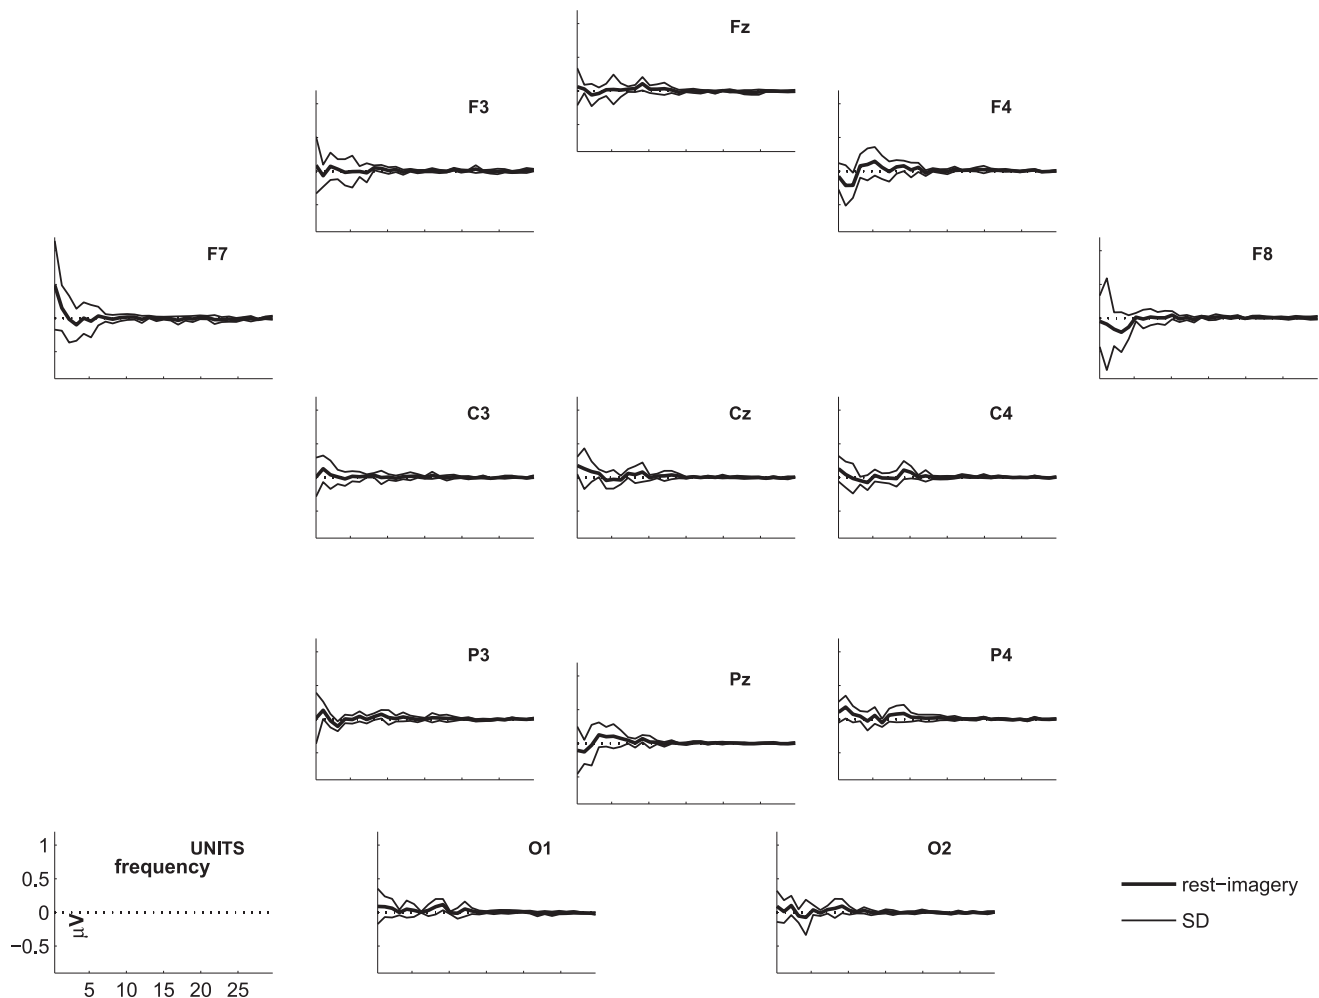 Fz
F3
F4
F7
F8
C3
Cz
C4
P3
Pz
P4
UNITS
frequency
O1
O2
1
0.5
0
−0.5
μV
5 10 15 20 25
rest−imagery
SD